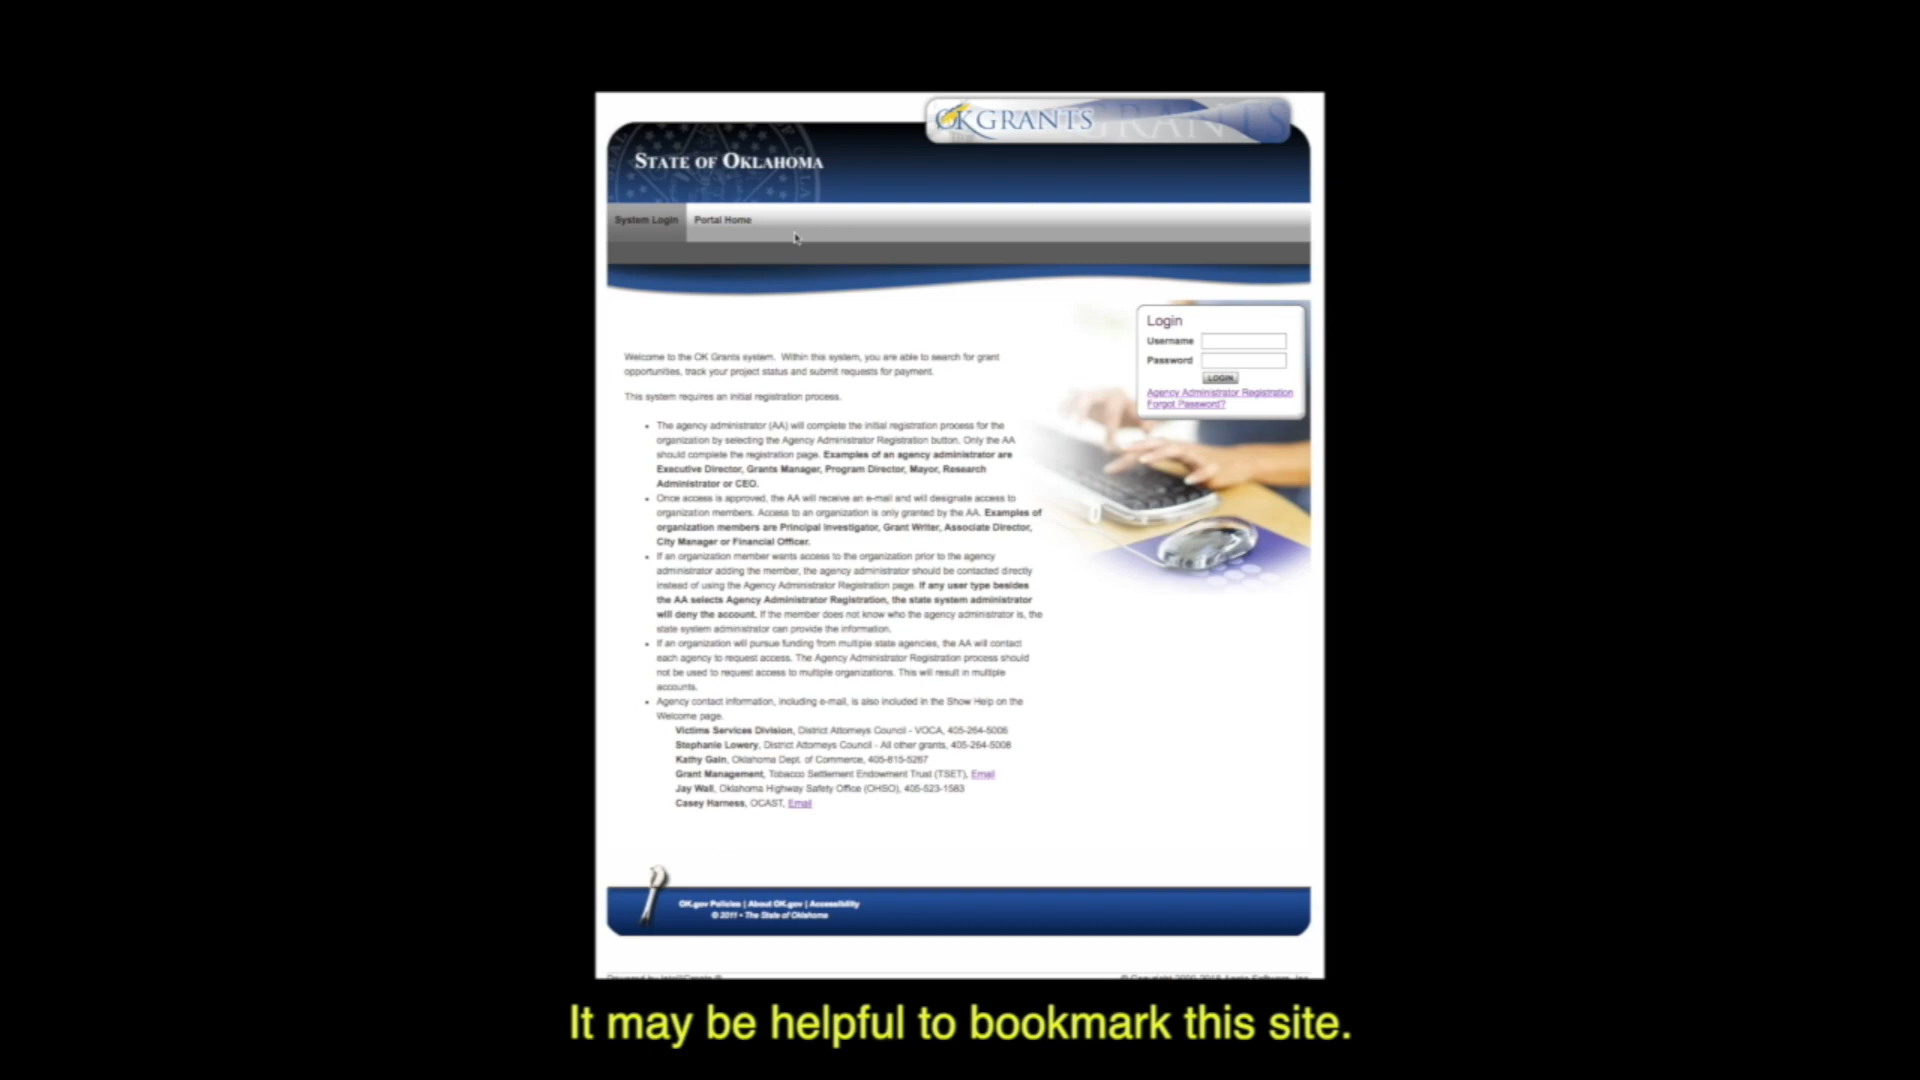 OKGRANTS
STATE OF OKLAHOMA
System Login Portal Home
Login
Username
Password
LOGIN
Agency Administrator Registration
Forgot Password?
Welcome to the OK Grants system. Within this system, you are able to search for grant
opportunities, track your project status and submit requests for payment.
This system requires an initial registration process.
• The agency administrator (AA) will complete the initial registration process for the
organization by selecting the Agency Administrator Registration button. Only the AA
should complete the registration page. Examples of an agency administrator are
Executive Director, Grants Manager, Program Director, Mayor, Research
Administrator or CEO.
• Once access is approved, the AA will receive an e-mail and will designate access to
organization members. Access to an organization is only granted by the AA. Examples of
organization members are Principal Investigator, Grant Writer, Associate Director,
City Manager or Financial Officer.
• If an organization member wants access to the organization prior to the agency
administrator adding the member, the agency administrator should be contacted directly
instead of using the Agency Administrator Registration page. If any user type besides
the AA selects Agency Administrator Registration, the state system administrator
will deny the account. If the member does not know who the agency administrator is, the
state system administrator can provide the information.
• If an organization will pursue funding from multiple state agencies, the AA will contact
each agency to request access. The Agency Administrator Registration process should
not be used to request access to multiple organizations. This will result in multiple
accounts.
• Agency contact information, including e-mail, is also included in the Show Help on the
Welcome page.
Victims Services Division, District Attorneys Council - VOCA, 405-264-5006
Stephanie Lowery, District Attorneys Council - All other grants, 405-264-5008
Kathy Gain, Oklahoma Dept. of Commerce, 405-815-5267
Grant Management, Tobacco Settlement Endowment Trust (TSET), Email
Jay Wall, Oklahoma Highway Safety Office (OHSO), 405-523-1583
Casey Harness, OCAST, Email
OK.gov Policies | About OK.gov | Accessibility
© 2011 • The State of Oklahoma
It may be helpful to bookmark this site.